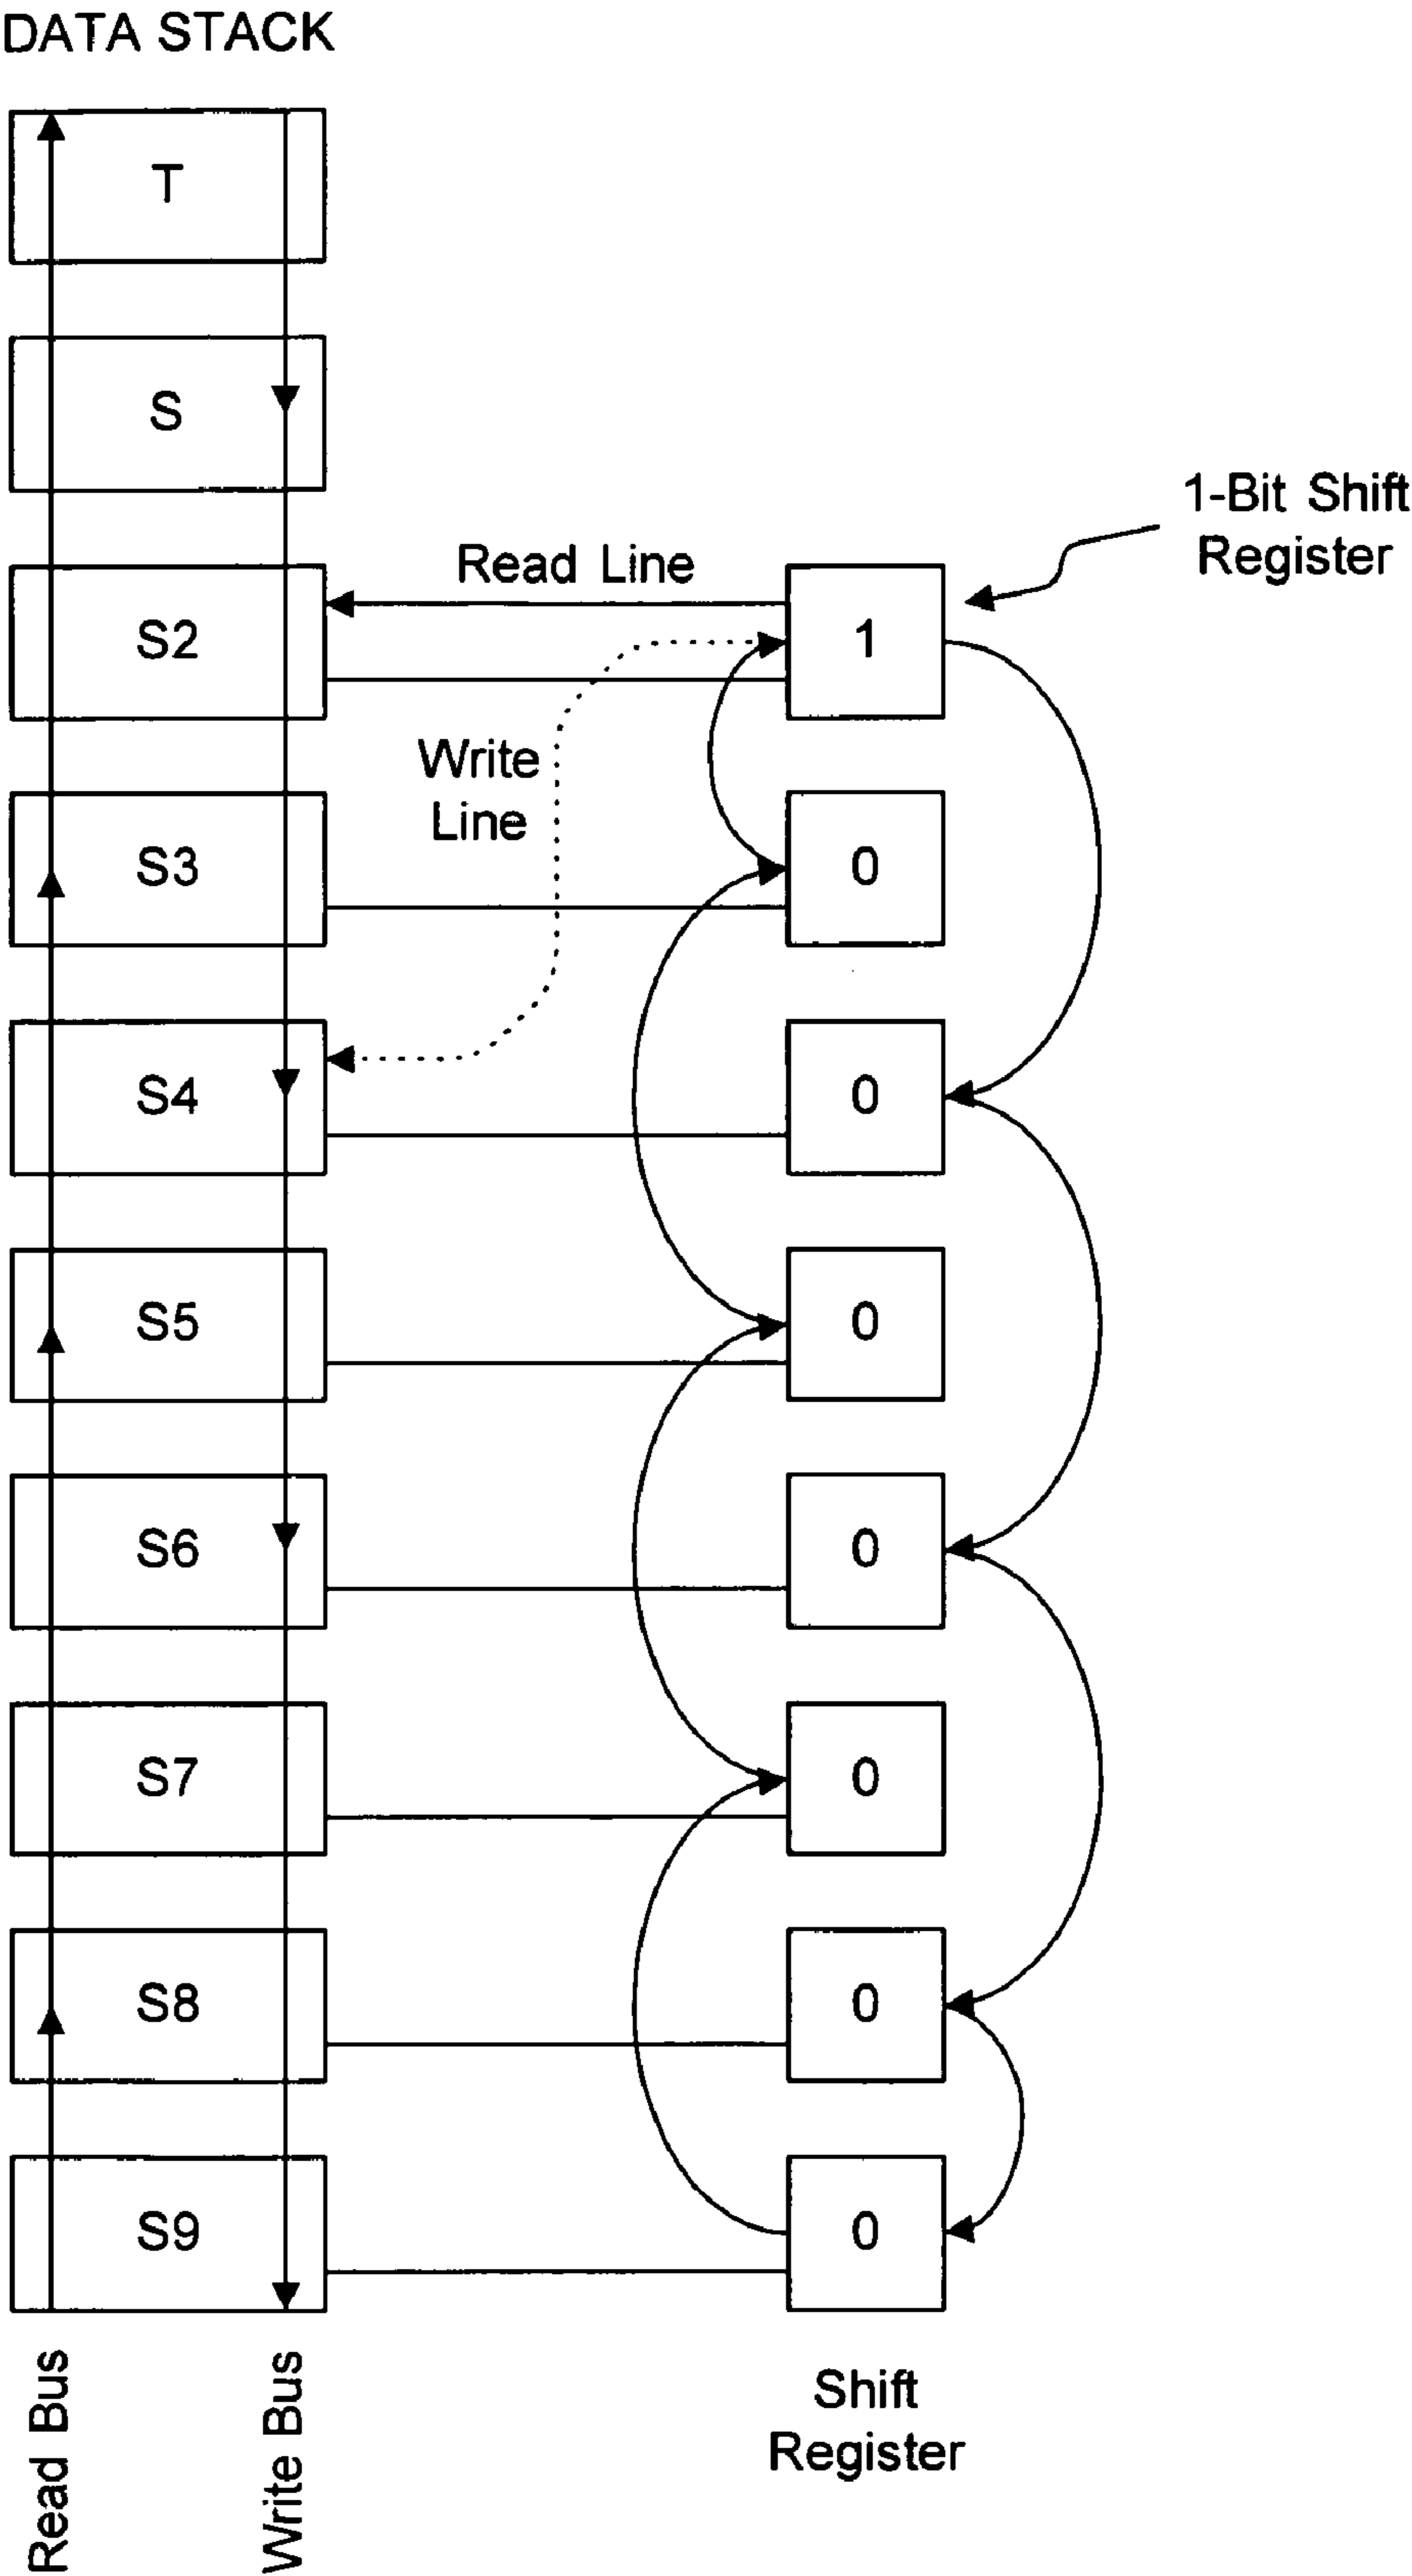 DATA STACK
T
S
1-Bit Shift
Register
Read Line
S2
1
Write
Line
S3
0
S4
0
S5
0
S6
0
S7
0
S8
0
S9
0
Read Bus
Write Bus
Shift
Register